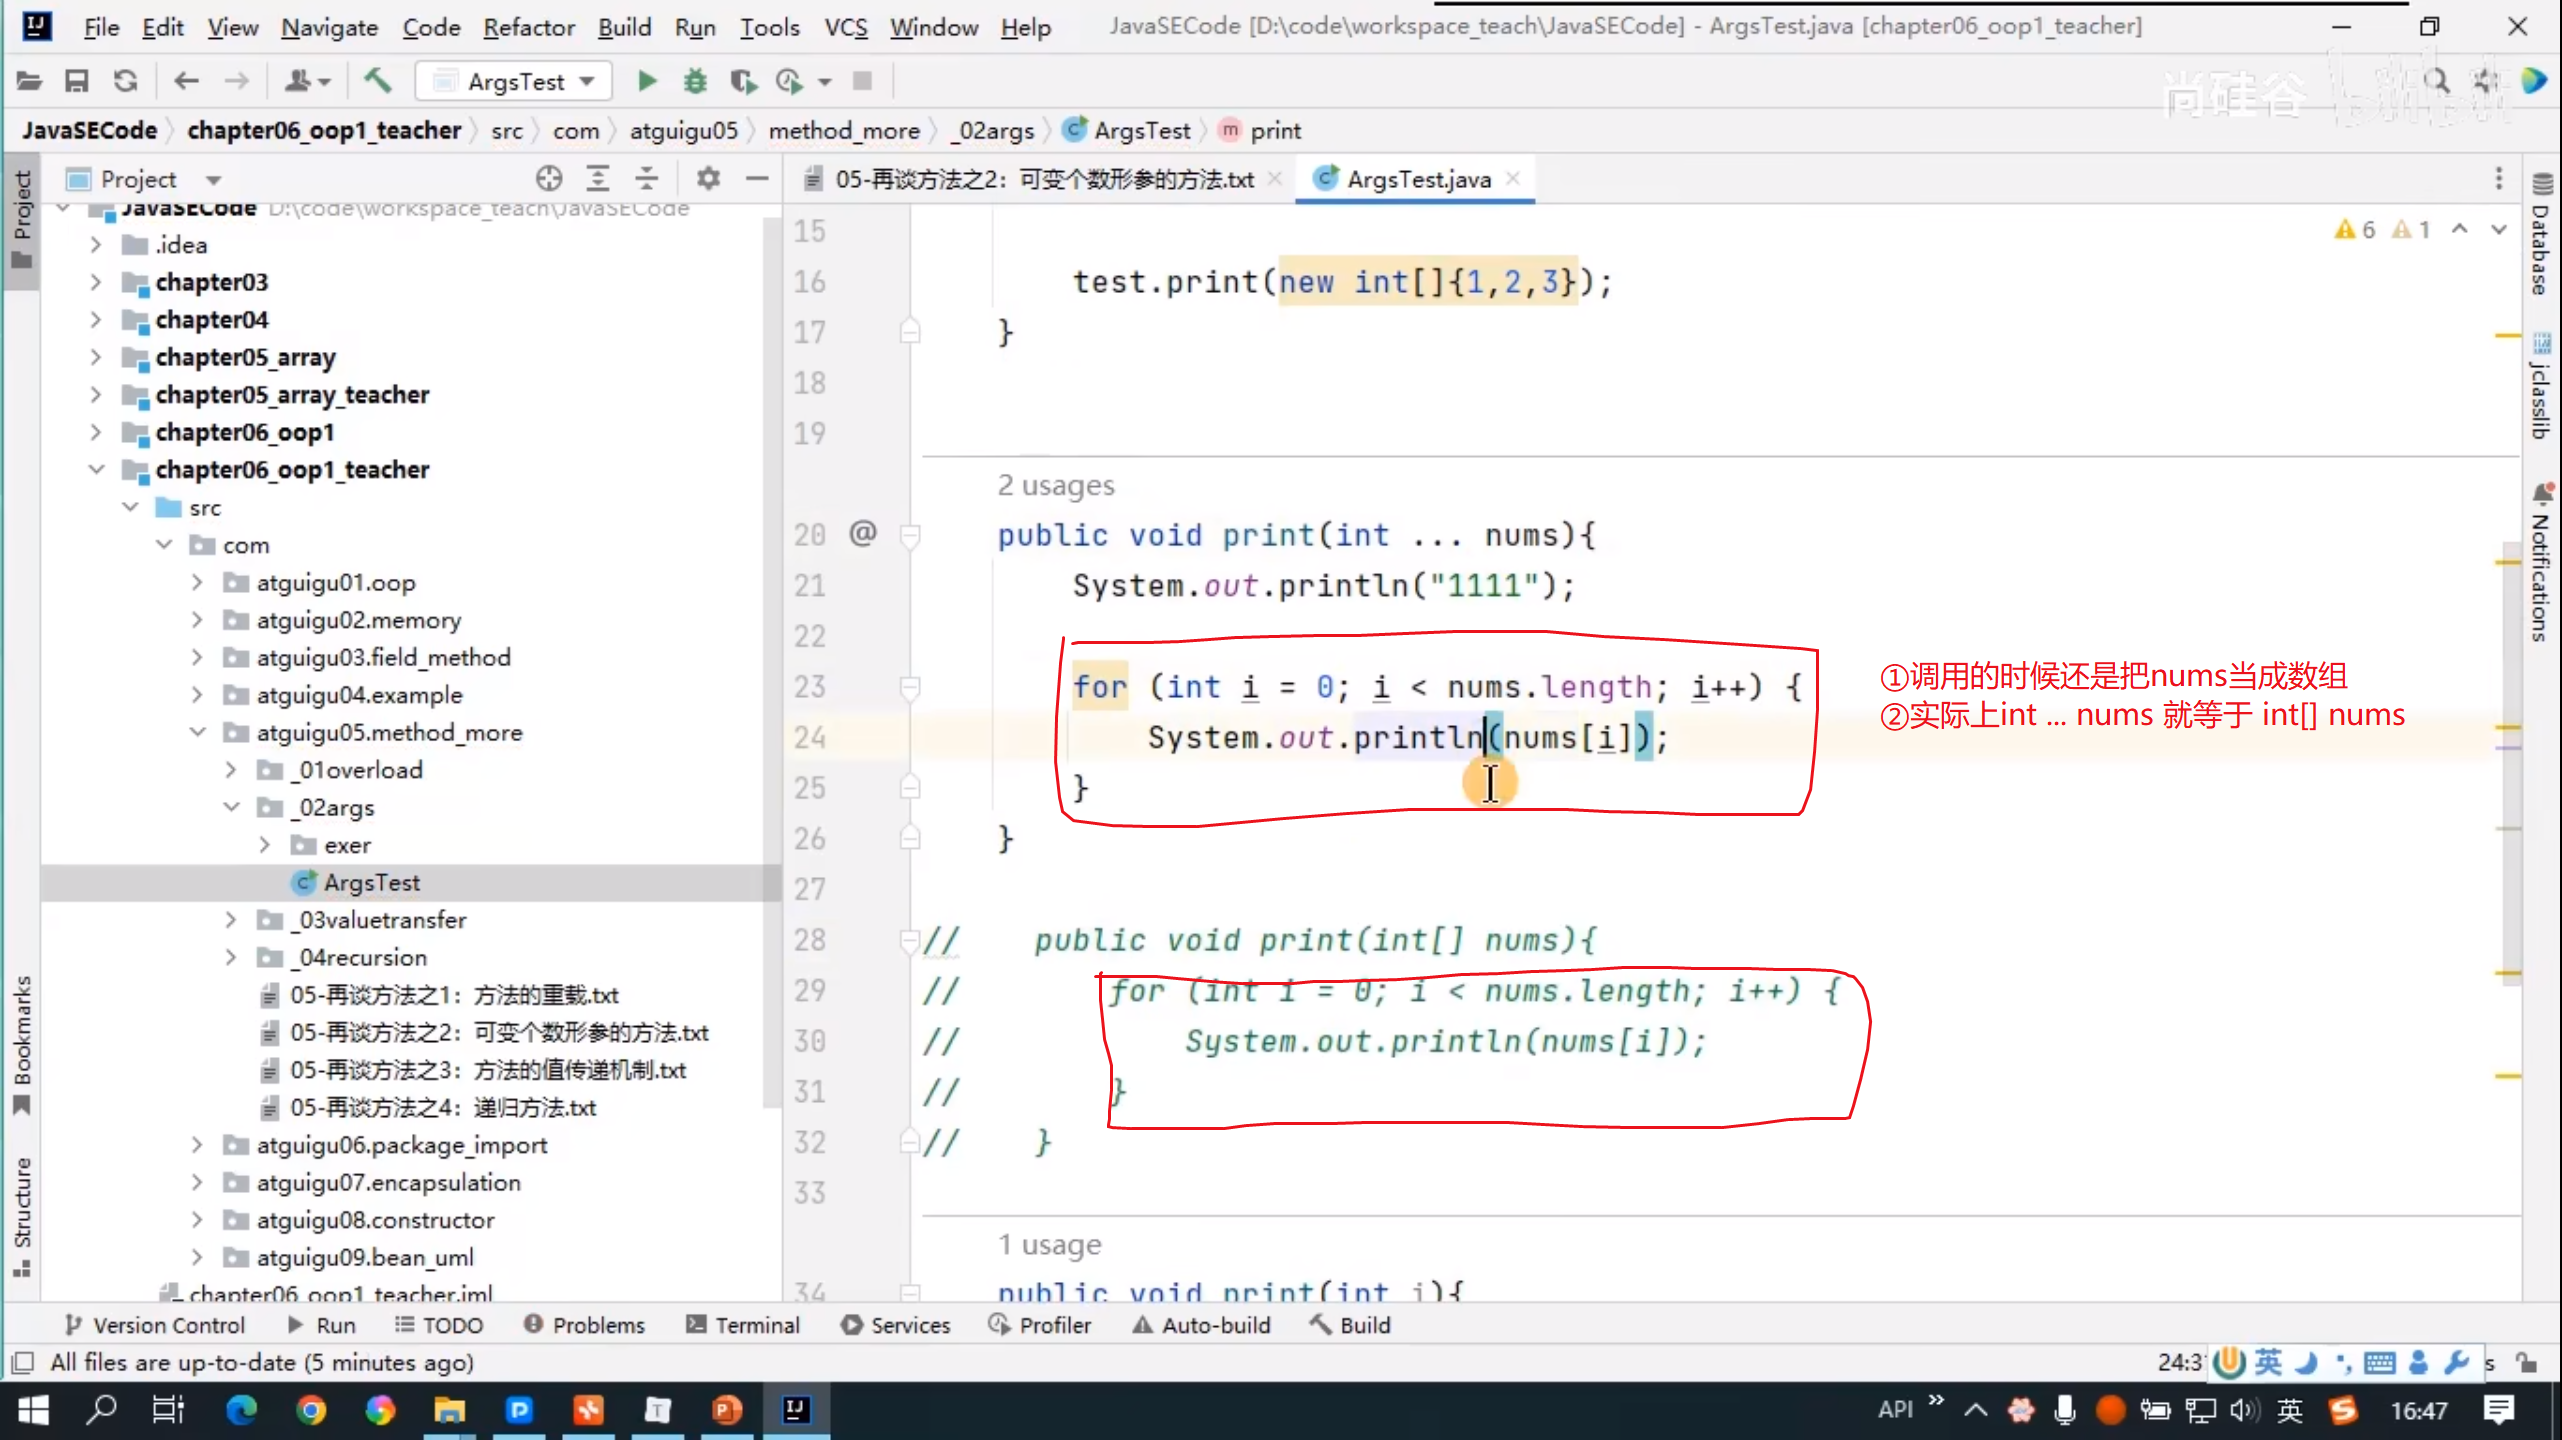 File Edit View Navigate Code Refactor Build Run Tools VCS Window Help JavaSECode [D:\code\workspace_teach\JavaSECode] - ArgsTest.java [chapter06_oop1_teacher]
ArgsTest
尚硅谷 bilibili
JavaSECode chapter06_oop1_teacher src com atguigu05 method_more _02args ArgsTest print
Project
05-再谈方法之2：可变个数形参的方法.txt ArgsTest.java
Project
JavaSECode D:\code\workspace_teach\JavaSECode
.idea
chapter03
chapter04
chapter05_array
chapter05_array_teacher
chapter06_oop1
chapter06_oop1_teacher
src
com
atguigu01.oop
atguigu02.memory
atguigu03.field_method
atguigu04.example
atguigu05.method_more
_01overload
_02args
exer
ArgsTest
_03valuetransfer
_04recursion
05-再谈方法之1：方法的重载.txt
05-再谈方法之2：可变个数形参的方法.txt
05-再谈方法之3：方法的值传递机制.txt
05-再谈方法之4：递归方法.txt
atguigu06.package_import
atguigu07.encapsulation
atguigu08.constructor
atguigu09.bean_uml
chapter06_oop1_teacher.iml
Bookmarks
Structure
6 1
15
16 test.print(new int[]{1,2,3});
17 }
18
19
2 usages
20 @ public void print(int ... nums){
21 System.out.println("1111");
22
23 for (int i = 0; i < nums.length; i++) {
24 System.out.println(nums[i]);
25 }
26 }
27
28 // public void print(int[] nums){
29 // for (int i = 0; i < nums.length; i++) {
30 // System.out.println(nums[i]);
31 // }
32 // }
33
1 usage
34 public void print(int i){
①调用的时候还是把nums当成数组
②实际上int ... nums 就等于 int[] nums
Database
jclasslib
Notifications
Version Control Run TODO Problems Terminal Services Profiler Auto-build Build
All files are up-to-date (5 minutes ago)
24:3 英 s
API 英 16:47